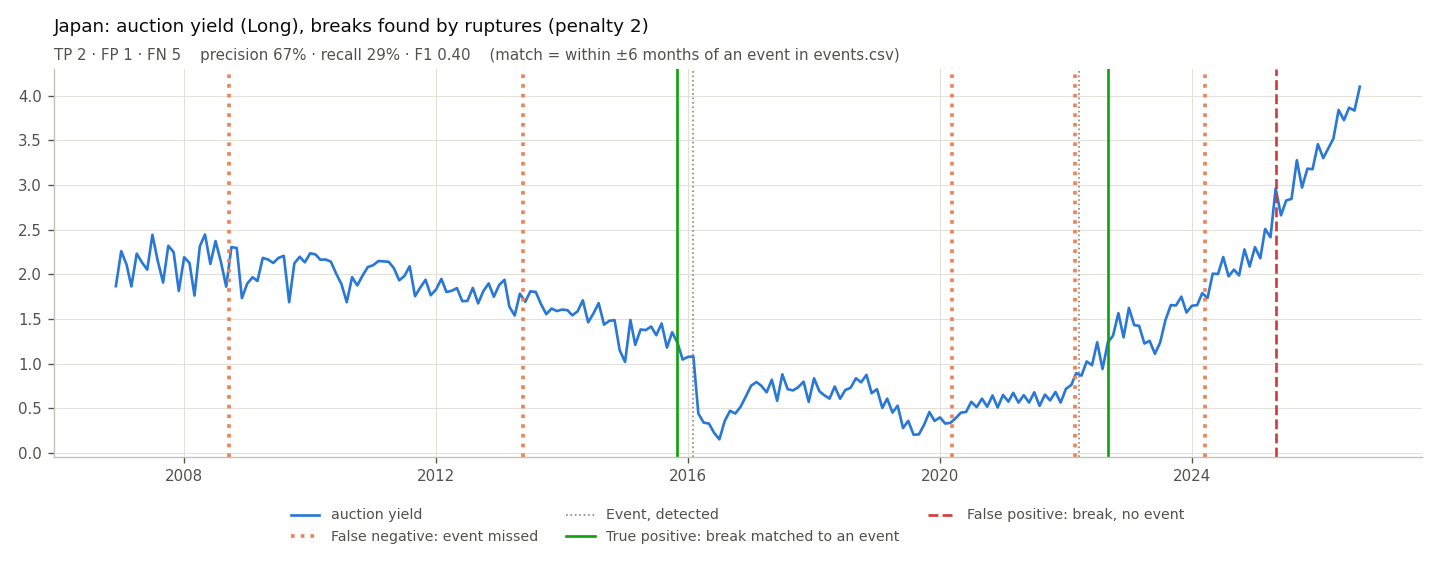 Japan: auction yield (Long), breaks found by ruptures (penalty 2)
TP 2 · FP 1 · FN 5    precision 67% · recall 29% · F1 0.40    (match = within ±6 months of an event in events.csv)
4.0
3.5
3.0
2.5
2.0
1.5
1.0
0.5
0.0
2008 2012 2016 2020 2024
auction yield
False negative: event missed
Event, detected
True positive: break matched to an event
False positive: break, no event